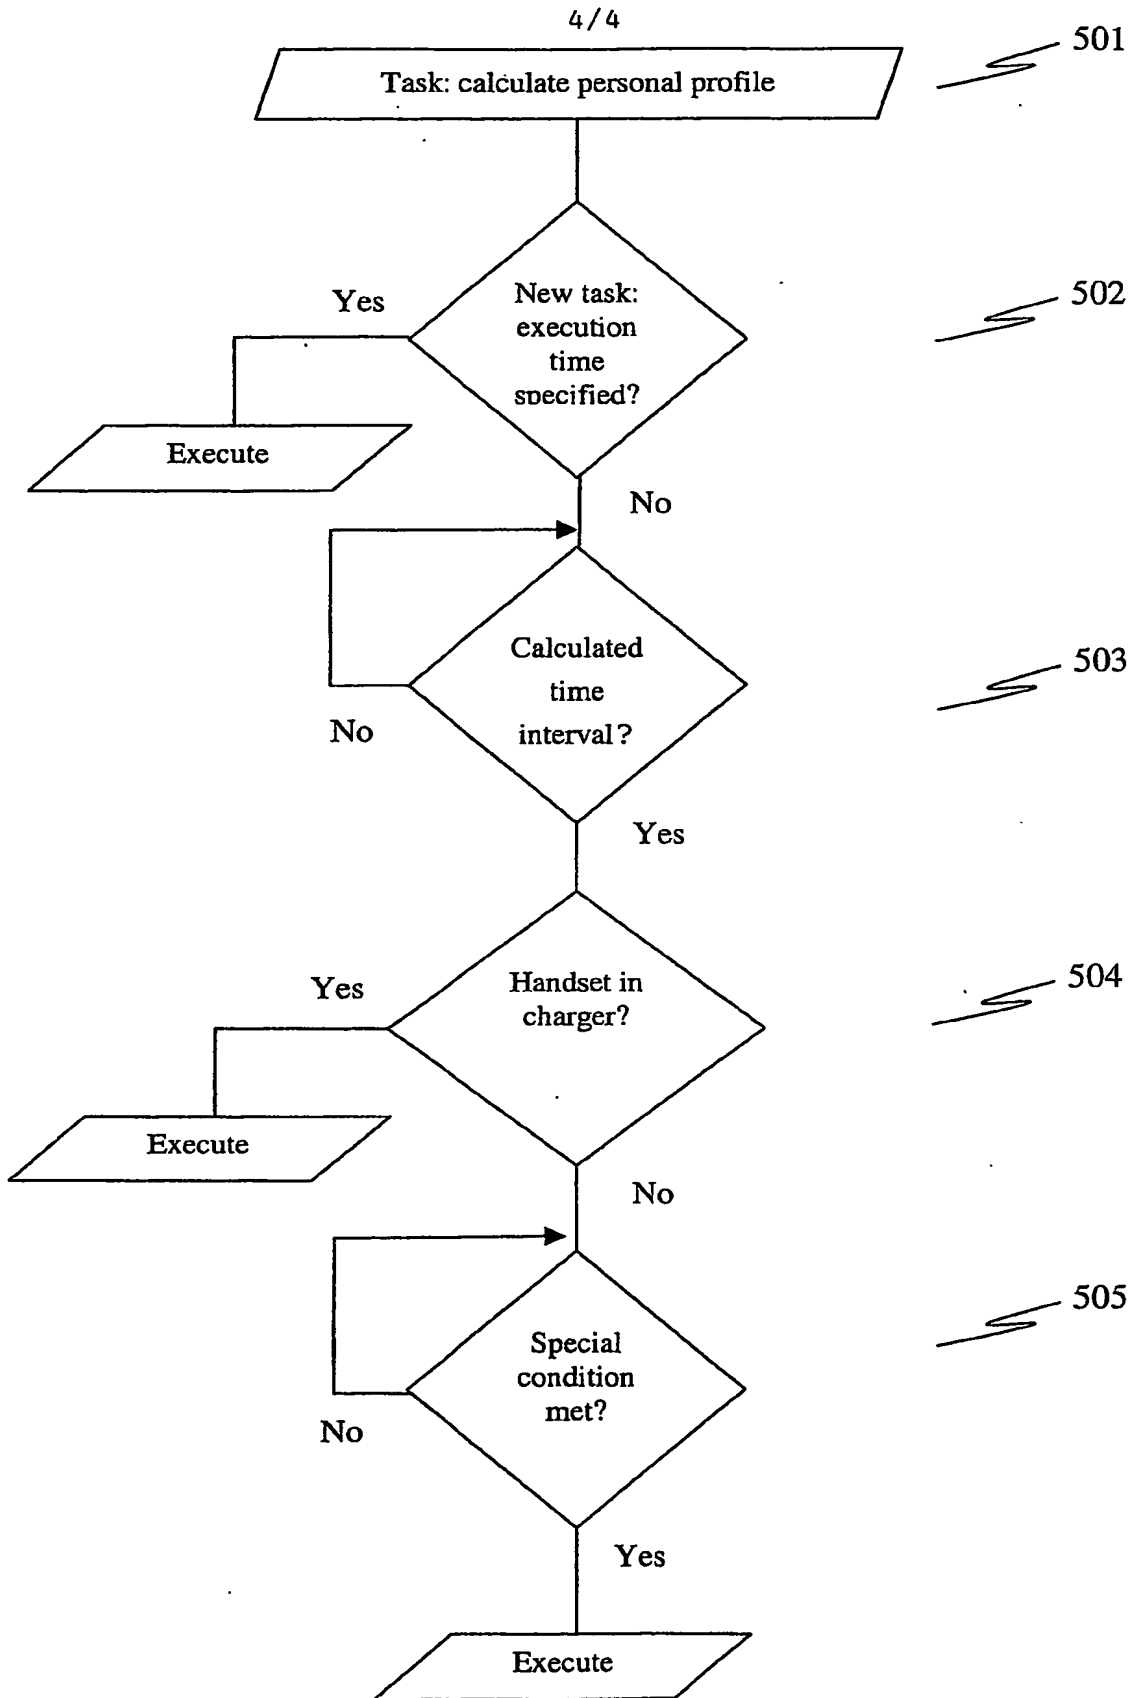 4/4
501
Task: calculate personal profile
502
Yes
New task:
execution
time
specified?
Execute
No
503
Calculated
time
interval?
No
Yes
504
Yes
Handset in
charger?
Execute
No
505
Special
condition
met?
No
Yes
Execute